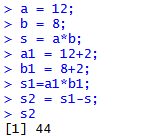 > a = 12;
> b = 8;
> s = a*b;
> a1 = 12+2;
> b1 = 8+2;
> s1=a1*b1;
> s2 = s1-s;
> s2
[1] 44